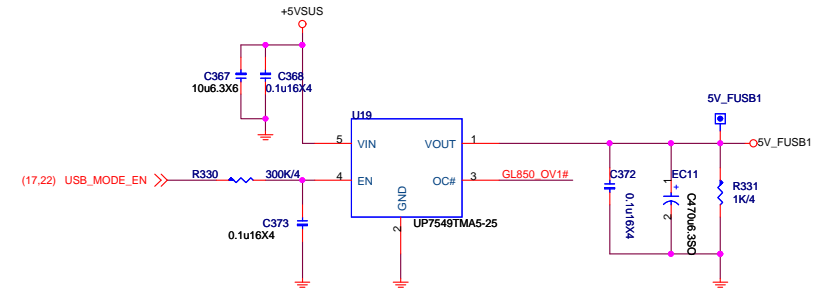 +5VSUS
C367
10u6.3X6
C368
0.1u16X4
U19
5V_FUSB1
5
VIN
VOUT
1
5V_FUSB1
(17,22)
USB_MODE_EN
R330
300K/4
4
EN
OC#
3
GL850_OV1#
GND
2
UP7549TMA5-25
C373
0.1u16X4
C372
0.1u16X4
1
+
EC11
2
C470u6.3SO
R331
1K/4